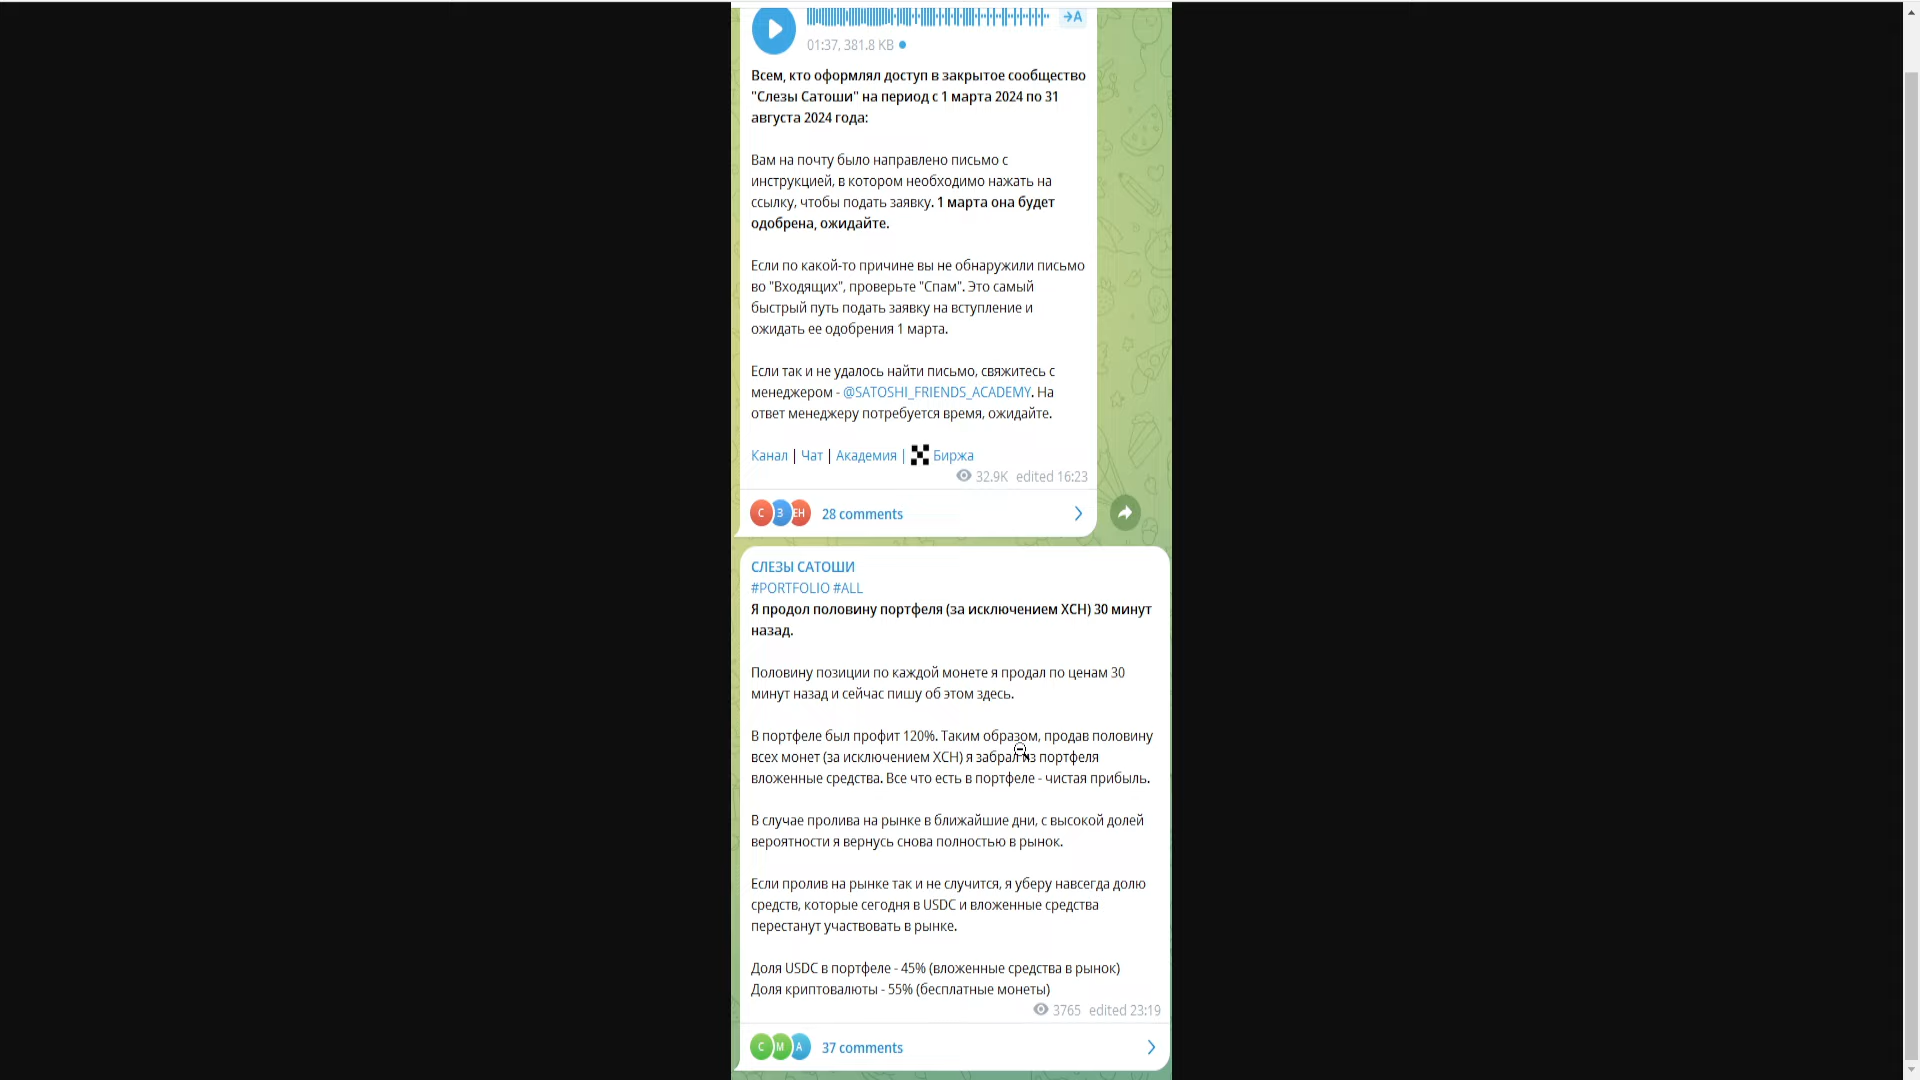 →A
01:37, 381.8 KB
Всем, кто оформлял доступ в закрытое сообщество
"Слезы Сатоши" на период с 1 марта 2024 по 31
августа 2024 года:
Вам на почту было направлено письмо с
инструкцией, в котором необходимо нажать на
ссылку, чтобы подать заявку. 1 марта она будет
одобрена, ожидайте.
Если по какой-то причине вы не обнаружили письмо
во "Входящих", проверьте "Спам". Это самый
быстрый путь подать заявку на вступление и
ожидать ее одобрения 1 марта.
Если так и не удалось найти письмо, свяжитесь с
менеджером - @SATOSHI_FRIENDS_ACADEMY. На
ответ менеджеру потребуется время, ожидайте.
Канал | Чат | Академия | Биржа
32.9K edited 16:23
С З ЕН 28 comments
СЛЕЗЫ САТОШИ
#PORTFOLIO #ALL
Я продол половину портфеля (за исключением XCH) 30 минут
назад.
Половину позиции по каждой монете я продал по ценам 30
минут назад и сейчас пишу об этом здесь.
В портфеле был профит 120%. Таким образом, продав половину
всех монет (за исключением XCH) я забрал из портфеля
вложенные средства. Все что есть в портфеле - чистая прибыль.
В случае пролива на рынке в ближайшие дни, с высокой долей
вероятности я вернусь снова полностью в рынок.
Если пролив на рынке так и не случится, я уберу навсегда долю
средств, которые сегодня в USDC и вложенные средства
перестанут участвовать в рынке.
Доля USDC в портфеле - 45% (вложенные средства в рынок)
Доля криптовалюты - 55% (бесплатные монеты)
3765 edited 23:19
С М А 37 comments